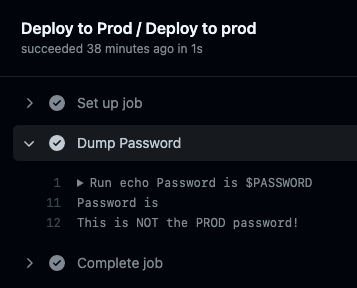 Deploy to Prod / Deploy to prod
succeeded 38 minutes ago in 1s
Set up job
Dump Password
1 Run echo Password is $PASSWORD
11 Password is
12 This is NOT the PROD password!
Complete job